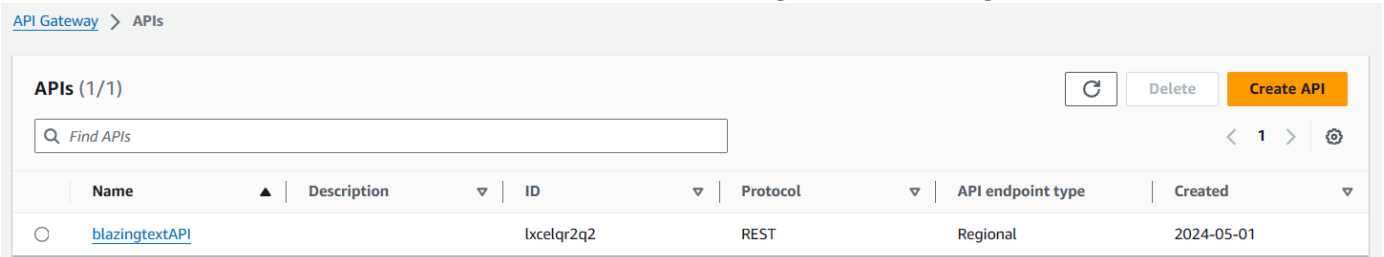 API Gateway > APIs
APIs (1/1)
Delete
Create API
Find APIs
< 1 >
Name Description ID Protocol API endpoint type Created
blazingtextAPI lxcelqr2q2 REST Regional 2024-05-01